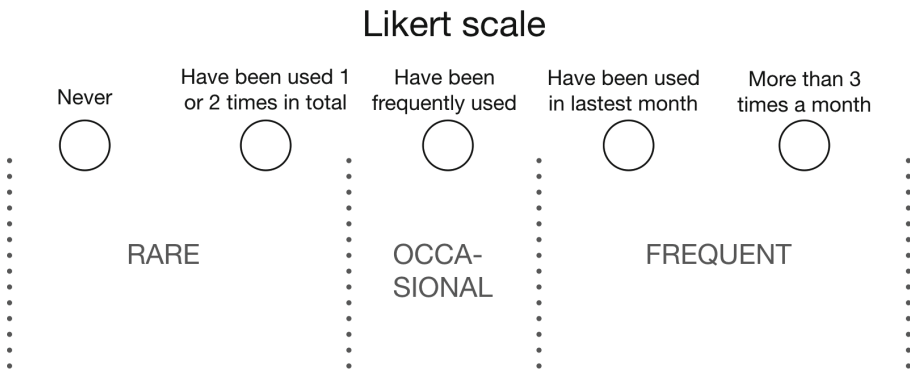 Likert scale
Never
Have been used 1
or 2 times in total
Have been
frequently used
Have been used
in lastest month
More than 3
times a month
RARE
OCCA-
SIONAL
FREQUENT